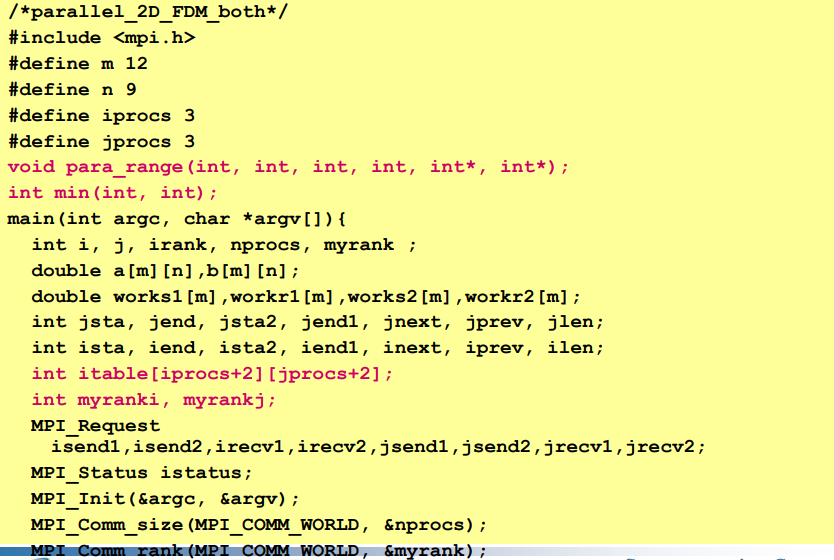 /*parallel_2D_FDM_both*/
#include <mpi.h>
#define m 12
#define n 9
#define iprocs 3
#define jprocs 3
void para_range(int, int, int, int, int*, int*);
int min(int, int);
main(int argc, char *argv[]){
int i, j, irank, nprocs, myrank ;
double a[m][n],b[m][n];
double works1[m],workr1[m],works2[m],workr2[m];
int jsta, jend, jsta2, jend1, jnext, jprev, jlen;
int ista, iend, ista2, iend1, inext, iprev, ilen;
int itable[iprocs+2][jprocs+2];
int myranki, myrankj;
MPI_Request
isend1,isend2,irecv1,irecv2,jsend1,jsend2,jrecv1,jrecv2;
MPI_Status istatus;
MPI_Init(&argc, &argv);
MPI_Comm_size(MPI_COMM_WORLD, &nprocs);
MPI_Comm_rank(MPI_COMM_WORLD, &myrank);